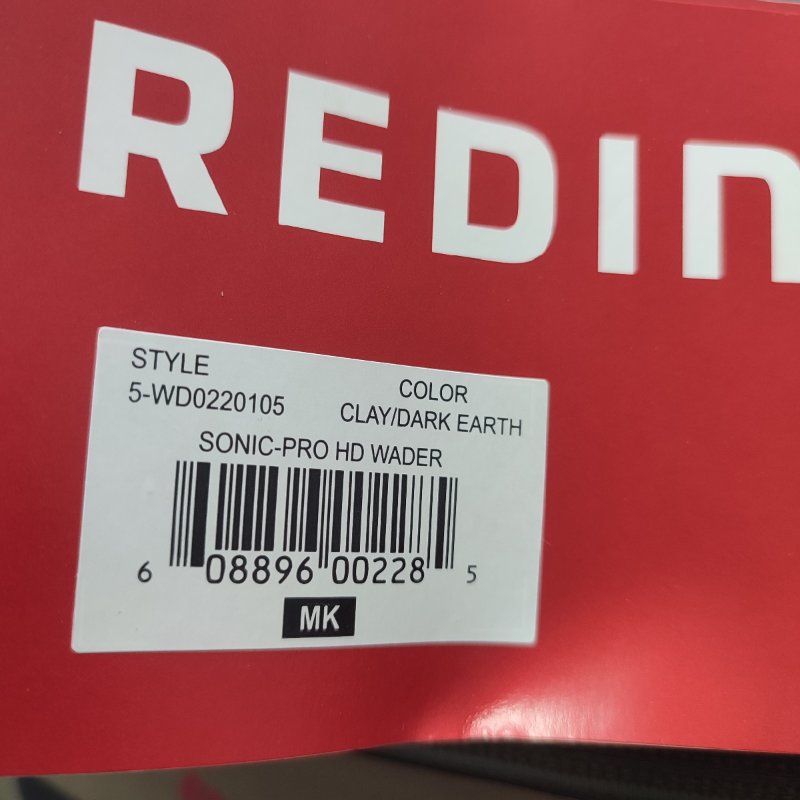 REDIN
STYLE
5-WD0220105
COLOR
CLAY/DARK EARTH
SONIC-PRO HD WADER
6 08896 00228 5
MK